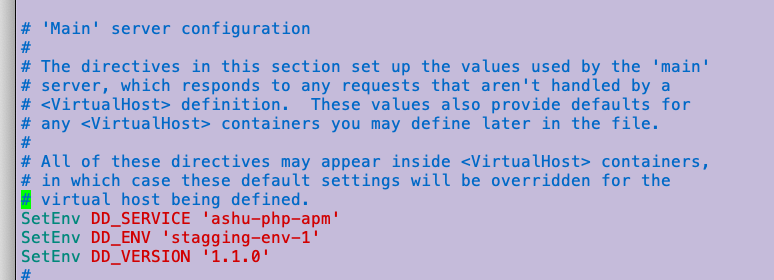 # 'Main' server configuration
#
# The directives in this section set up the values used by the 'main'
# server, which responds to any requests that aren't handled by a
# <VirtualHost> definition.  These values also provide defaults for
# any <VirtualHost> containers you may define later in the file.
#
# All of these directives may appear inside <VirtualHost> containers,
# in which case these default settings will be overridden for the
# virtual host being defined.
SetEnv DD_SERVICE 'ashu-php-apm'
SetEnv DD_ENV 'stagging-env-1'
SetEnv DD_VERSION '1.1.0'
#